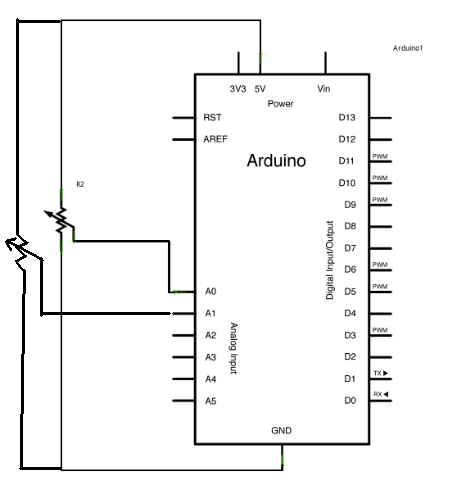 Arduino1
3V3 5V Vin
Power
R2
RST D13
AREF D12
Arduino
D11 PWM
D10 PWM
D9 PWM
D8
Digital Input/Output
D7
D6 PWM
A0 D5 PWM
A1 D4
A2 D3 PWM
Analog Input
A3 D2
A4 D1 TX
A5 D0 RX
GND